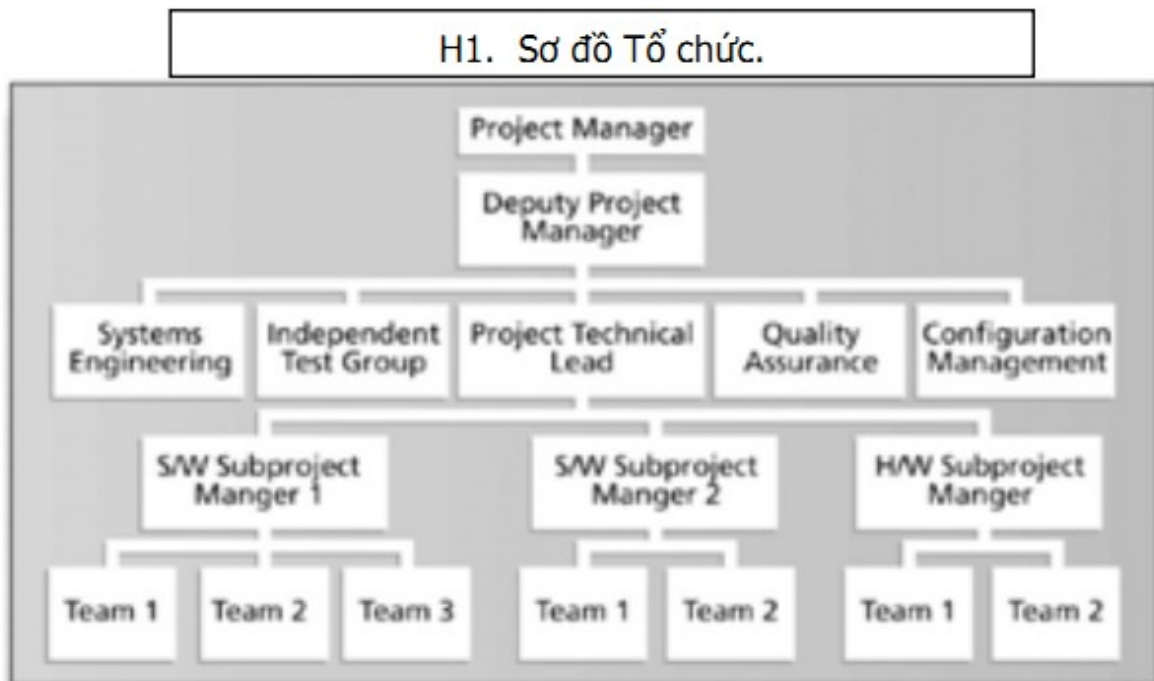 H1. Sơ đồ Tổ chức.
Project Manager
Deputy Project
Manager
Systems
Engineering
Independent
Test Group
Project Technical
Lead
Quality
Assurance
Configuration
Management
S/W Subproject
Manger 1
S/W Subproject
Manger 2
H/W Subproject
Manger
Team 1
Team 2
Team 3
Team 1
Team 2
Team 1
Team 2